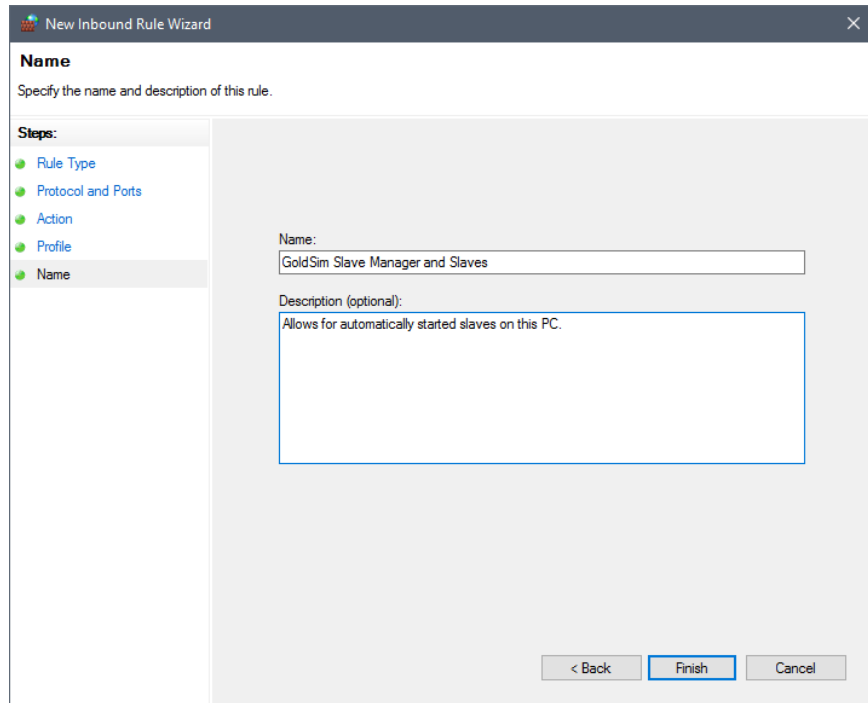 New Inbound Rule Wizard
Name
Specify the name and description of this rule.
Steps:
Rule Type
Protocol and Ports
Action
Profile
Name
Name:
GoldSim Slave Manager and Slaves
Description (optional):
Allows for automatically started slaves on this PC.
< Back
Finish
Cancel